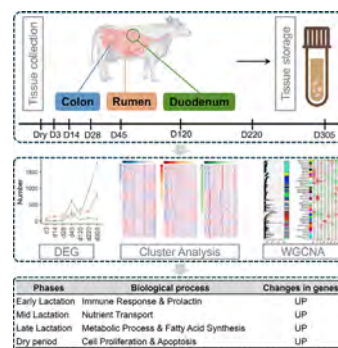 Tissue collection
Colon
Rumen
Duodenum
Tissue storage
Dry D3 D14 D28 D45 D120 D220 D305
Number
DEG
Cluster Analysis
WGCNA
Phases Biological process Changes in genes
Early Lactation Immune Response & Prolactin UP
Mid Lactation Nutrient Transport UP
Late Lactation Metabolic Process & Fatty Acid Synthesis UP
Dry period Cell Proliferation & Apoptosis UP